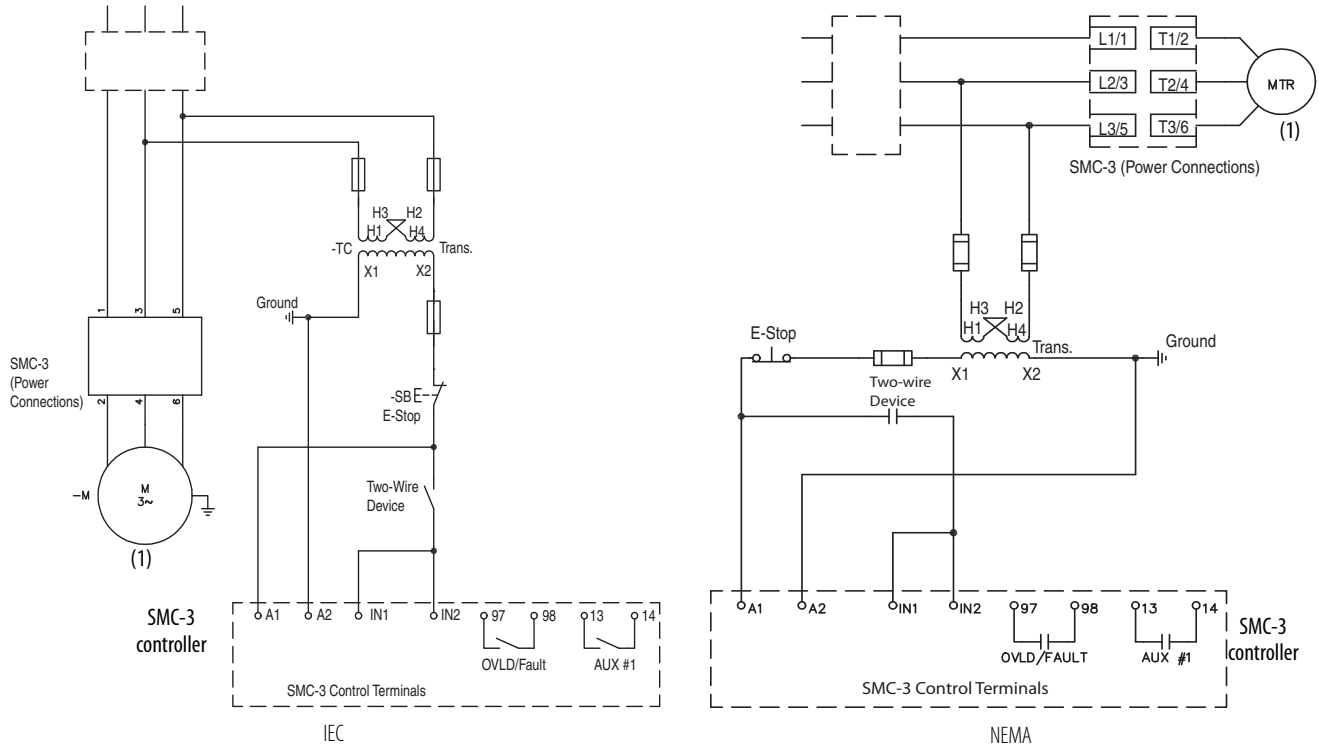 H3 H2
H1 H4
-TC
Trans.
X1 X2
Ground
1 3 5
SMC-3
(Power
Connections)
2 4 6
-SB E
E-Stop
–M
M
3~
(1)
Two-Wire
Device
SMC-3
controller
A1 A2 IN1 IN2 97 98 13 14
OVLD/Fault
AUX #1
SMC-3 Control Terminals
IEC
L1/1 T1/2
L2/3 T2/4
L3/5 T3/6
MTR
(1)
SMC-3 (Power Connections)
H3 H2
H1 H4
E-Stop
Trans.
Ground
X1 X2
Two-wire
Device
A1 A2 IN1 IN2 97 98 13 14
OVLD/FAULT
AUX #1
SMC-3
controller
SMC-3 Control Terminals
NEMA